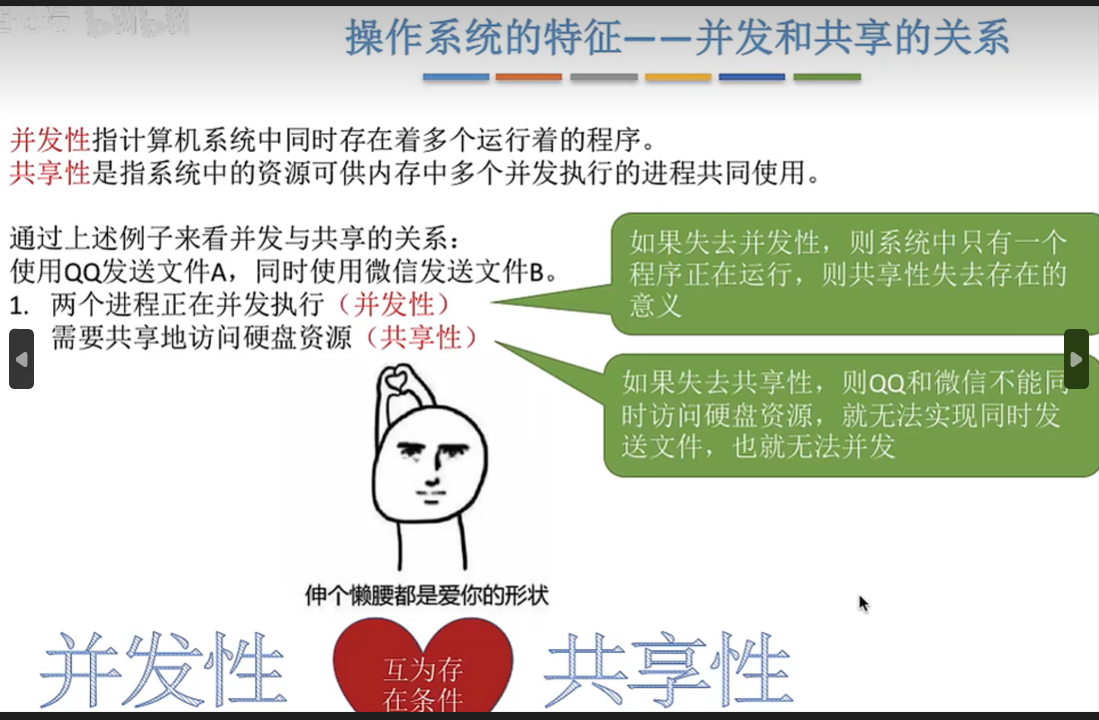 操作系统的特征——并发和共享的关系
并发性指计算机系统中同时存在着多个运行着的程序。
共享性是指系统中的资源可供内存中多个并发执行的进程共同使用。
通过上述例子来看并发与共享的关系：
使用QQ发送文件A，同时使用微信发送文件B。
1. 两个进程正在并发执行（并发性）
需要共享地访问硬盘资源（共享性）
如果失去并发性，则系统中只有一个
程序正在运行，则共享性失去存在的
意义
如果失去共享性，则QQ和微信不能同
时访问硬盘资源，就无法实现同时发
送文件，也就无法并发
伸个懒腰都是爱你的形状
并发性
互为存
在条件
共享性